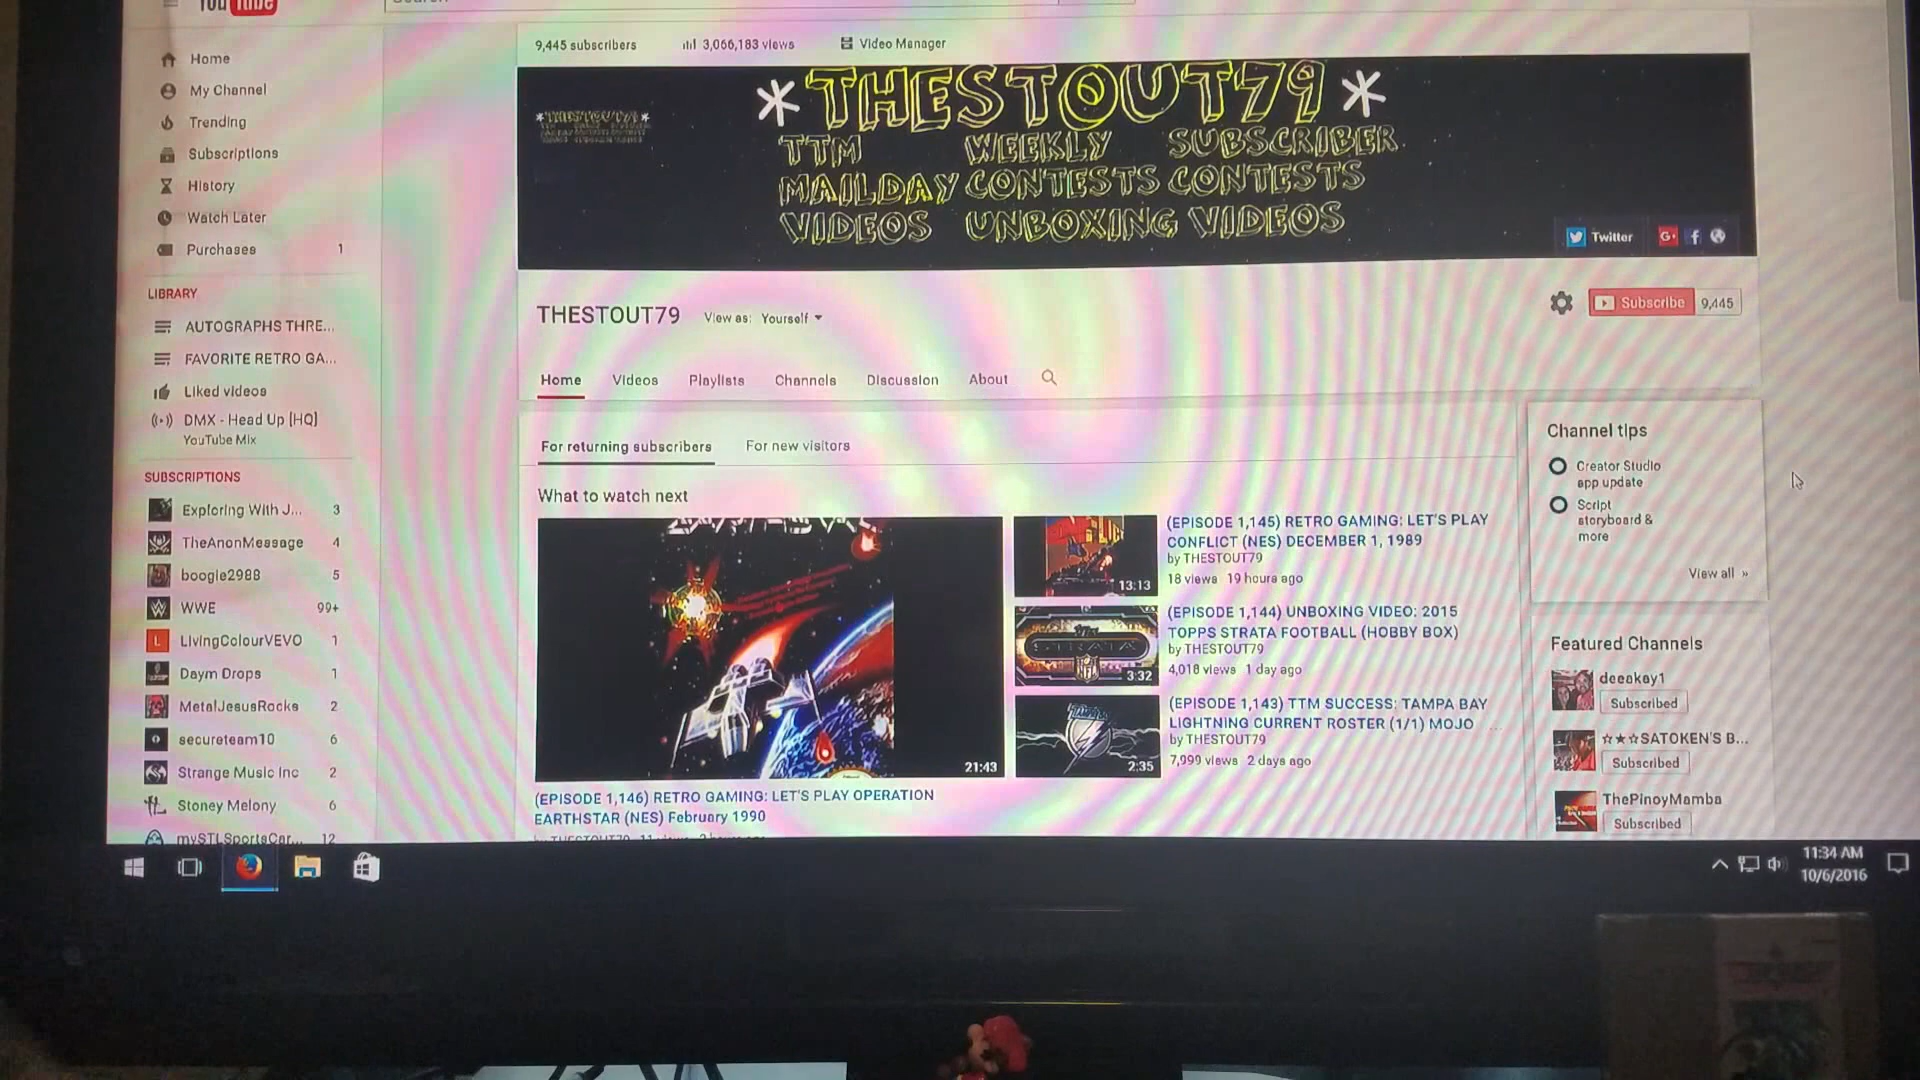 You Tube
9,445 subscribers
3,066,183 views
Video Manager
Home
My Channel
Trending
Subscriptions
History
Watch Later
Purchases 1
LIBRARY
AUTOGRAPHS THRE...
FAVORITE RETRO GA...
Liked videos
DMX - Head Up [HQ]
YouTube Mix
SUBSCRIPTIONS
Exploring With J... 3
TheAnonMessage 4
boogie2988 5
WWE 99+
LivingColourVEVO 1
Daym Drops 1
MetalJesusRocks 2
secureteam10 6
Strange Music Inc 2
Stoney Melony 6
mySTLSportsCar... 12
*THESTOUT79*
TTM WEEKLY SUBSCRIBER
MAILDAY CONTESTS CONTESTS
VIDEOS UNBOXING VIDEOS
Twitter
THESTOUT79
View as: Yourself
Subscribe 9,445
Home
Videos
Playlists
Channels
Discussion
About
For returning subscribers
For new visitors
What to watch next
21:43
(EPISODE 1,146) RETRO GAMING: LET'S PLAY OPERATION
EARTHSTAR (NES) February 1990
13:13
(EPISODE 1,145) RETRO GAMING: LET'S PLAY
CONFLICT (NES) DECEMBER 1, 1989
by THESTOUT79
18 views 19 hours ago
STRATA
3:32
(EPISODE 1,144) UNBOXING VIDEO: 2015
TOPPS STRATA FOOTBALL (HOBBY BOX)
by THESTOUT79
4,018 views 1 day ago
2:35
(EPISODE 1,143) TTM SUCCESS: TAMPA BAY
LIGHTNING CURRENT ROSTER (1/1) MOJO ...
by THESTOUT79
7,999 views 2 days ago
Channel tips
Creator Studio
app update
Script
storyboard &
more
View all »
Featured Channels
deeakay1
Subscribed
☆★☆SATOKEN'S B...
Subscribed
ThePinoyMamba
Subscribed
11:34 AM
10/6/2016